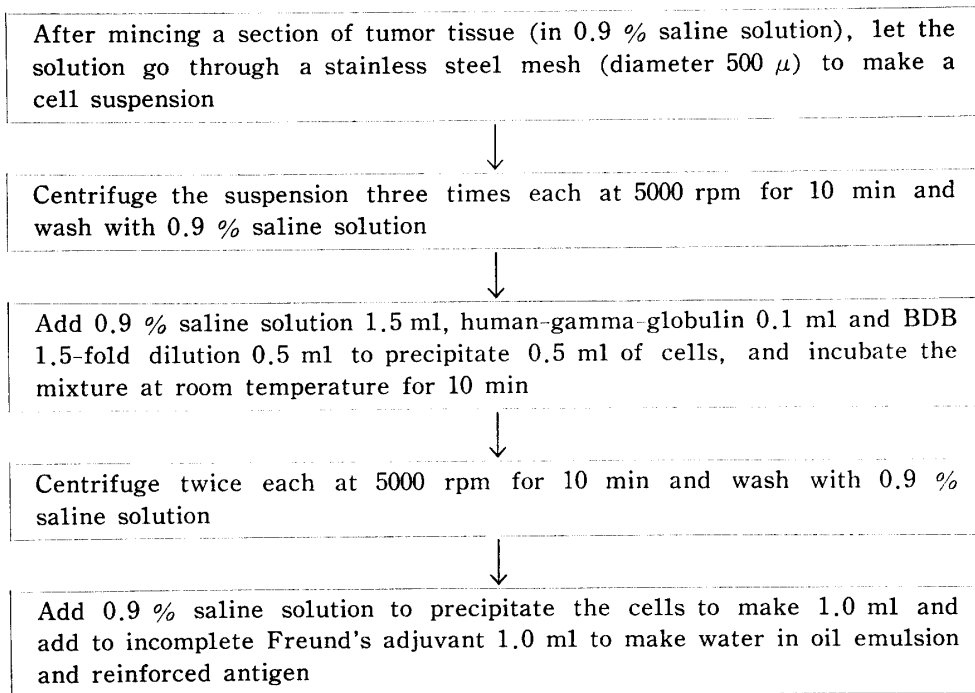 After mincing a section of tumor tissue (in 0.9 % saline solution), let the
solution go through a stainless steel mesh (diameter 500 μ) to make a
cell suspension
Centrifuge the suspension three times each at 5000 rpm for 10 min and
wash with 0.9 % saline solution
Add 0.9 % saline solution 1.5 ml, human-gamma-globulin 0.1 ml and BDB
1.5-fold dilution 0.5 ml to precipitate 0.5 ml of cells, and incubate the
mixture at room temperature for 10 min
Centrifuge twice each at 5000 rpm for 10 min and wash with 0.9 %
saline solution
Add 0.9 % saline solution to precipitate the cells to make 1.0 ml and
add to incomplete Freund's adjuvant 1.0 ml to make water in oil emulsion
and reinforced antigen